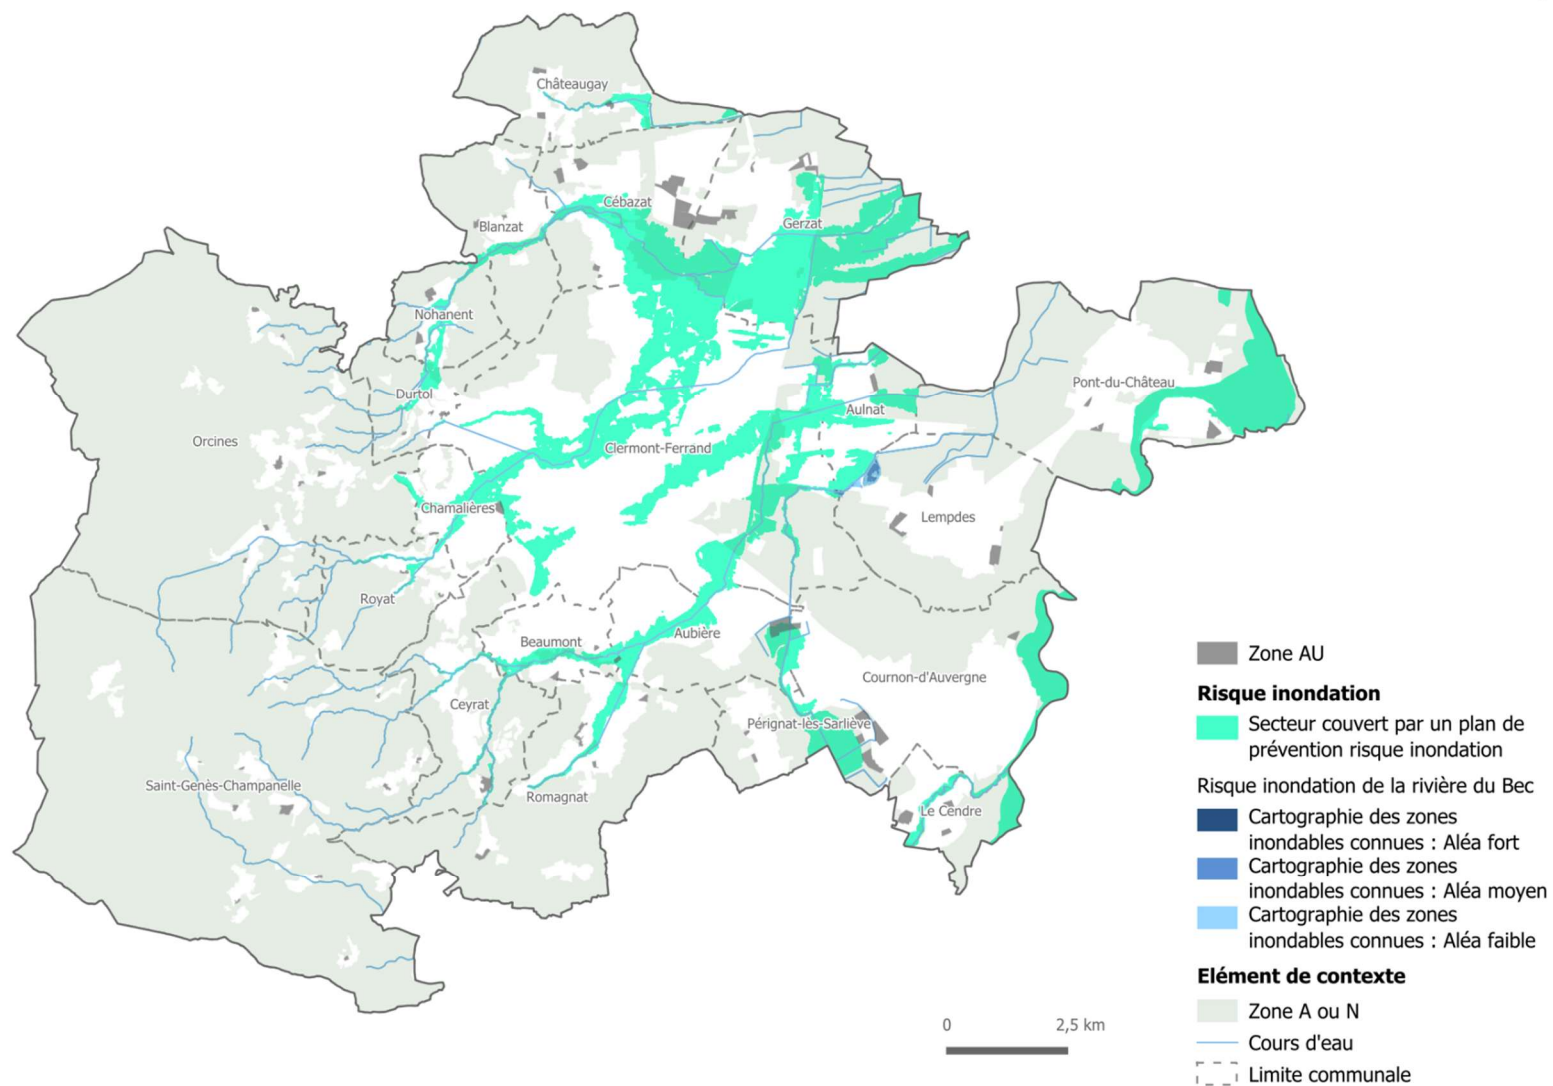 Châteaugay
Cébazat
Gerzat
Blanzat
Nohanent
Pont-du-Château
Durtol
Aulnat
Orcines
Clermont-Ferrand
Chamalières
Lempdes
Royat
Beaumont
Aubière
Cournon-d'Auvergne
Ceyrat
Pérignat-lès-Sarliève
Saint-Genès-Champanelle
Romagnat
Le Cendre
0 2,5 km
Zone AU
Risque inondation
Secteur couvert par un plan de
prévention risque inondation
Risque inondation de la rivière du Bec
Cartographie des zones
inondables connues : Aléa fort
Cartographie des zones
inondables connues : Aléa moyen
Cartographie des zones
inondables connues : Aléa faible
Elément de contexte
Zone A ou N
Cours d'eau
Limite communale